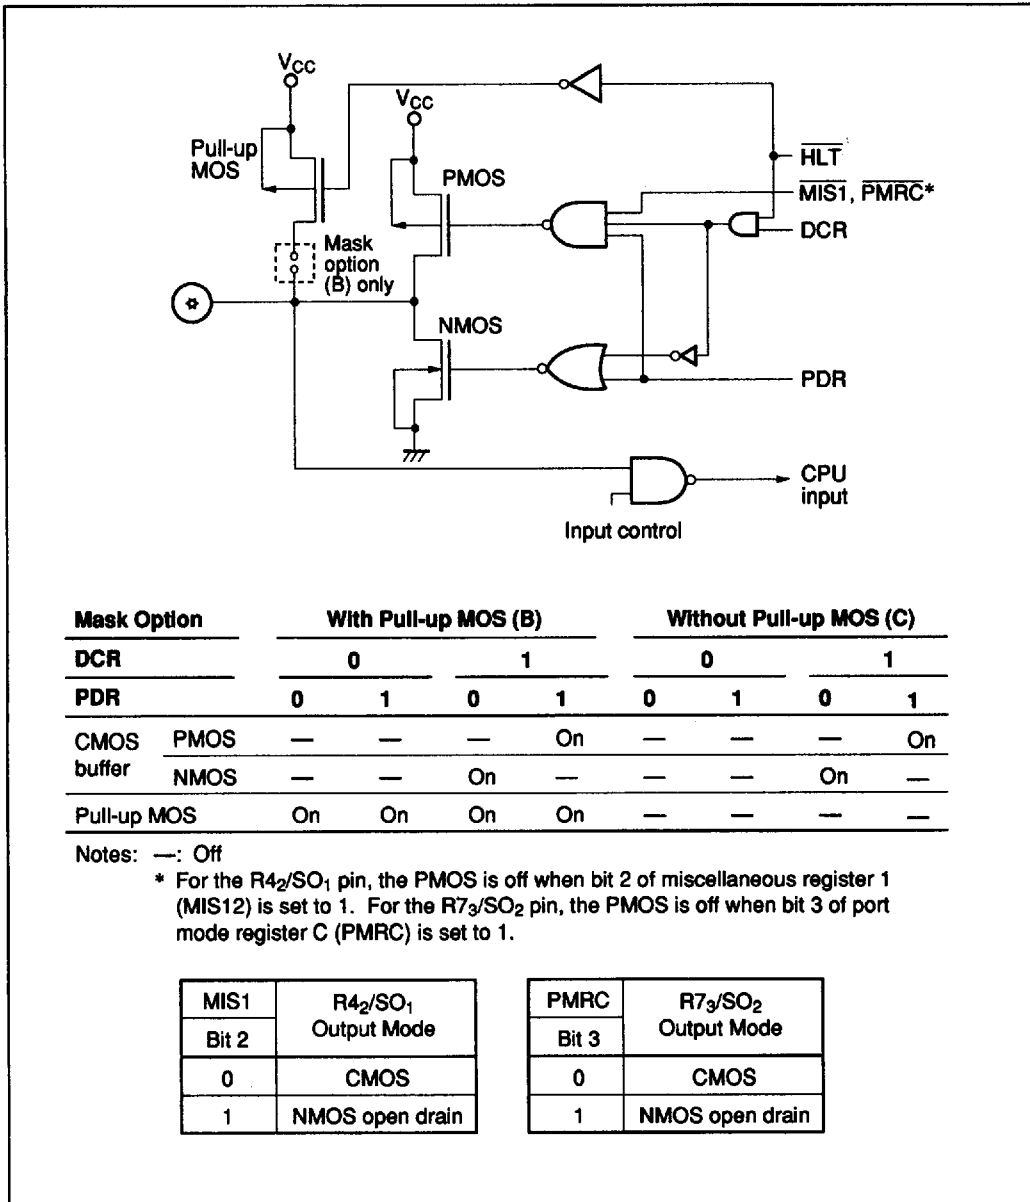 VCC
VCC
Pull-up
MOS
PMOS
HLT
MIS1, PMRC*
DCR
Mask
option
(B) only
NMOS
PDR
CPU
input
Input control
Mask Option With Pull-up MOS (B) Without Pull-up MOS (C)
DCR 0 1 0 1
PDR 0 1 0 1 0 1 0 1
CMOS buffer PMOS — — — On — — — On
NMOS — — On — — — On —
Pull-up MOS On On On On — — — —
Notes: —: Off
* For the R4₂/SO₁ pin, the PMOS is off when bit 2 of miscellaneous register 1
(MIS12) is set to 1. For the R7₃/SO₂ pin, the PMOS is off when bit 3 of port
mode register C (PMRC) is set to 1.
MIS1 R4₂/SO₁
Bit 2 Output Mode
0 CMOS
1 NMOS open drain
PMRC R7₃/SO₂
Bit 3 Output Mode
0 CMOS
1 NMOS open drain